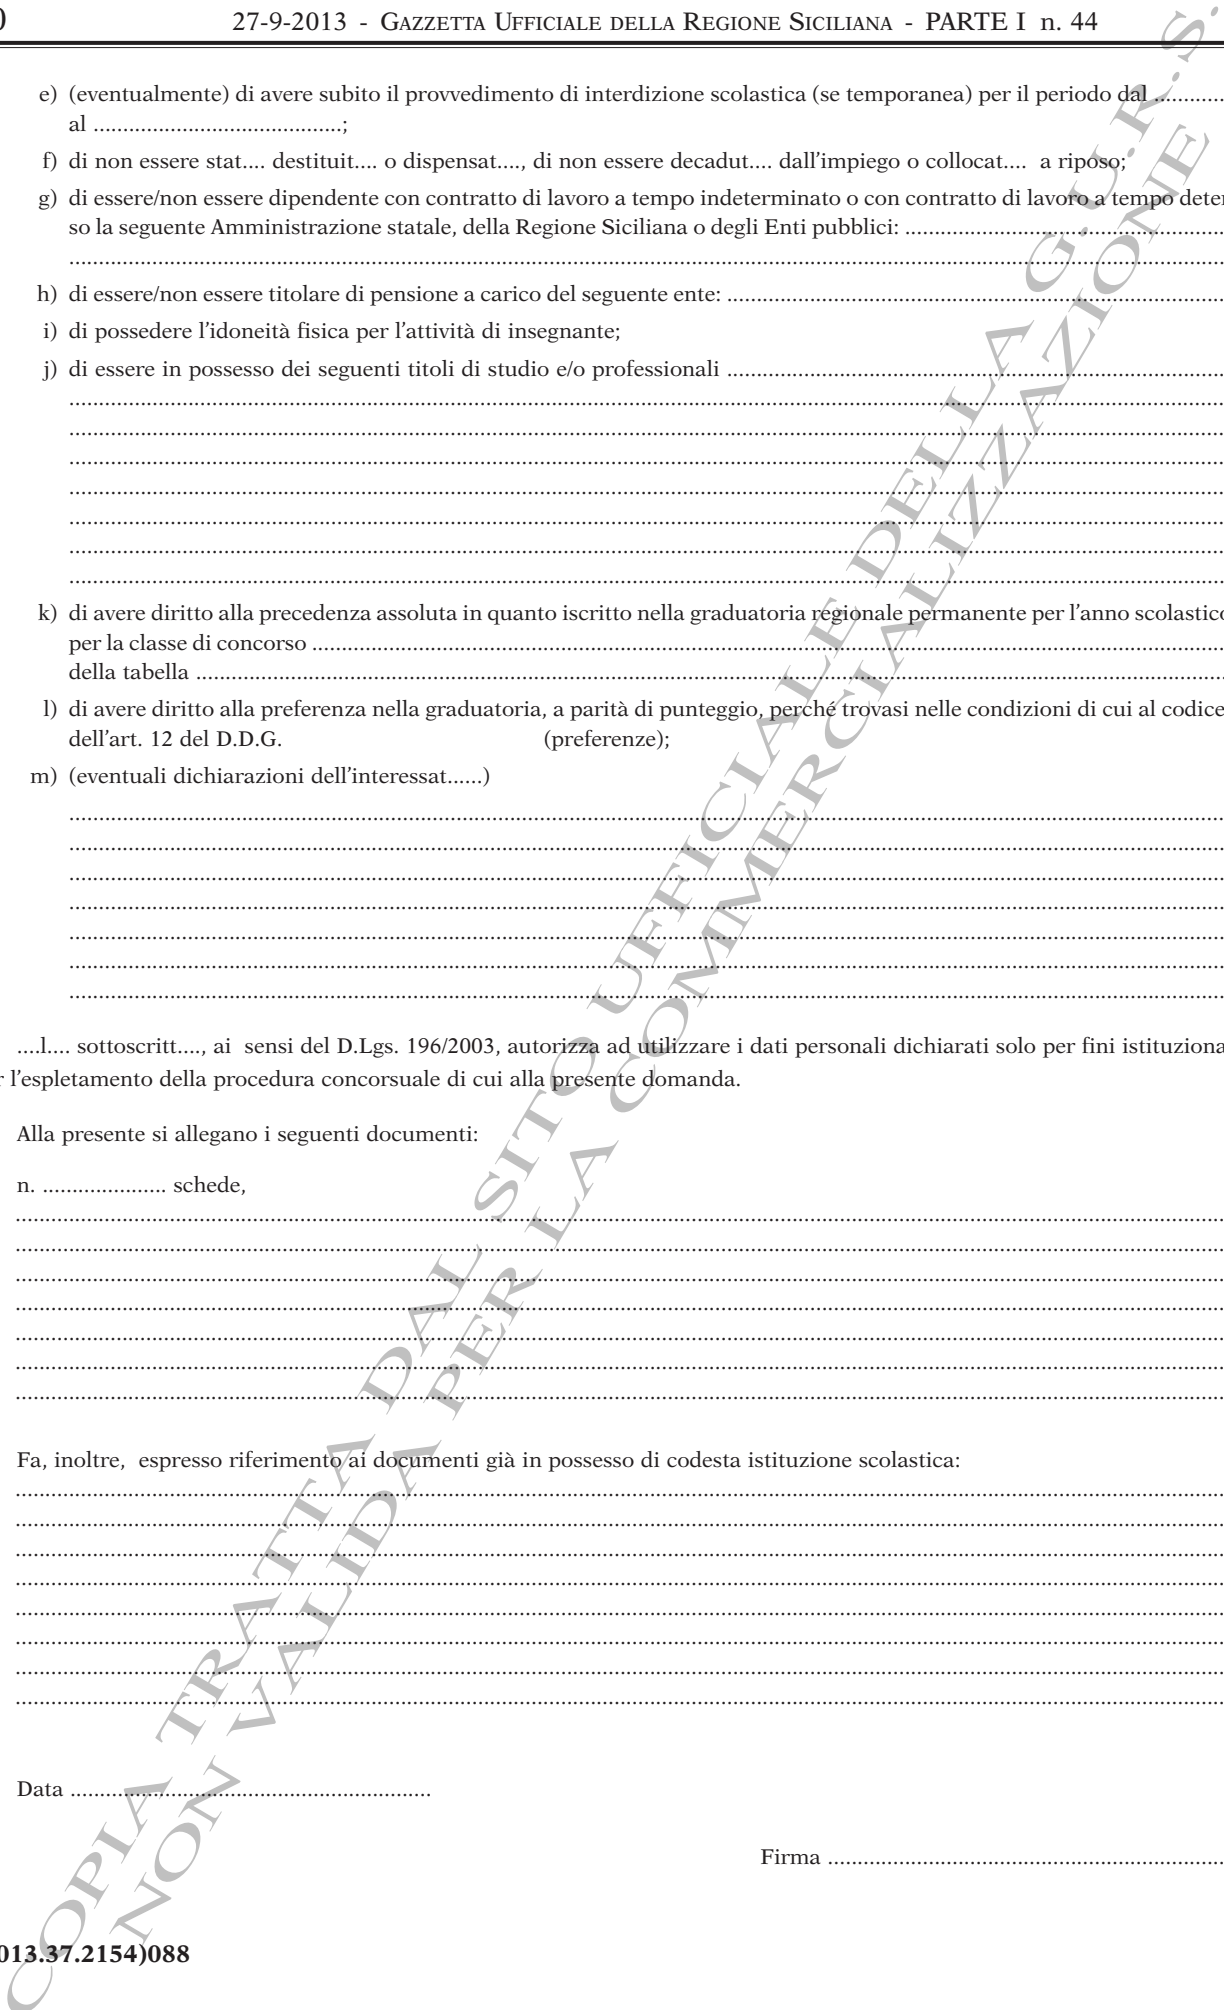 0 27-9-2013 - GAZZETTA UFFICIALE DELLA REGIONE SICILIANA - PARTE I n. 44
e) (eventualmente) di avere subito il provvedimento di interdizione scolastica (se temporanea) per il periodo dal ............
al ..........................................;
f) di non essere stat.... destituit.... o dispensat...., di non essere decadut.... dall'impiego o collocat.... a riposo;
g) di essere/non essere dipendente con contratto di lavoro a tempo indeterminato o con contratto di lavoro a tempo deter
so la seguente Amministrazione statale, della Regione Siciliana o degli Enti pubblici: ......................................................
....................................................................................................
h) di essere/non essere titolare di pensione a carico del seguente ente: ....................................................................................
i) di possedere l'idoneità fisica per l'attività di insegnante;
j) di essere in possesso dei seguenti titoli di studio e/o professionali ....................................................................................
....................................................................................................
....................................................................................................
....................................................................................................
....................................................................................................
....................................................................................................
....................................................................................................
....................................................................................................
k) di avere diritto alla precedenza assoluta in quanto iscritto nella graduatoria regionale permanente per l'anno scolastico
per la classe di concorso ....................................................................................................
della tabella ....................................................................................................
l) di avere diritto alla preferenza nella graduatoria, a parità di punteggio, perché trovasi nelle condizioni di cui al codice
dell'art. 12 del D.D.G. (preferenze);
m) (eventuali dichiarazioni dell'interessat......)
....................................................................................................
....................................................................................................
....................................................................................................
....................................................................................................
....................................................................................................
....................................................................................................
....................................................................................................
....l.... sottoscritt...., ai sensi del D.Lgs. 196/2003, autorizza ad utilizzare i dati personali dichiarati solo per fini istituziona
r l'espletamento della procedura concorsuale di cui alla presente domanda.
Alla presente si allegano i seguenti documenti:
n. ..................... schede,
....................................................................................................
....................................................................................................
....................................................................................................
....................................................................................................
....................................................................................................
....................................................................................................
....................................................................................................
Fa, inoltre, espresso riferimento ai documenti già in possesso di codesta istituzione scolastica:
....................................................................................................
....................................................................................................
....................................................................................................
....................................................................................................
....................................................................................................
....................................................................................................
....................................................................................................
....................................................................................................
Data .............................................................
Firma ...................................................................
013.37.2154)088
COPIA TRATTA DAL SITO UFFICIALE DELLA G.U.R.S.
NON VALIDA PER LA COMMERCIALIZZAZIONE